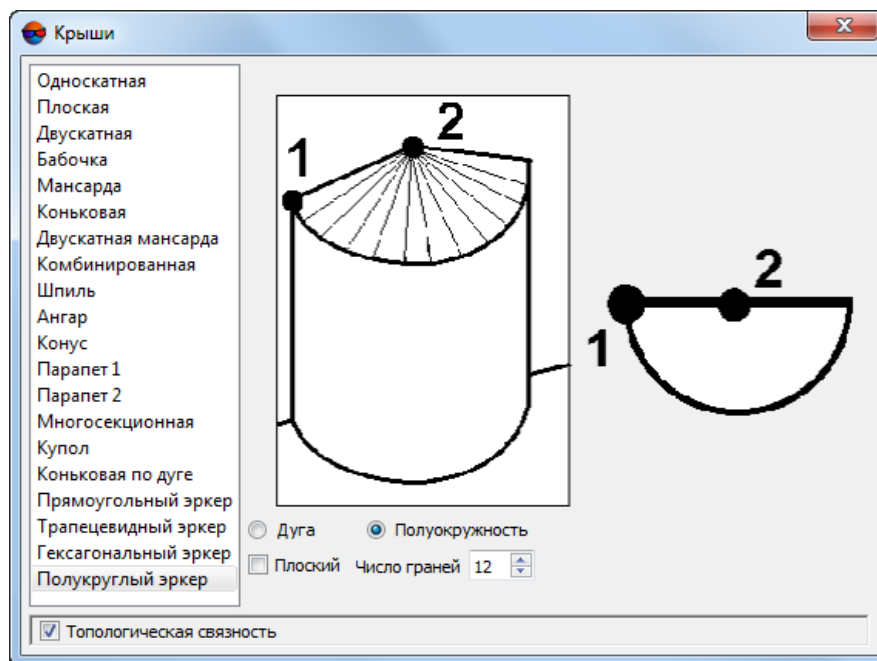 Крыши
Односкатная
Плоская
Двускатная
Бабочка
Мансарда
Коньковая
Двускатная мансарда
Комбинированная
Шпиль
Ангар
Конус
Парапет 1
Парапет 2
Многосекционная
Купол
Коньковая по дуге
Прямоугольный эркер
Трапецевидный эркер
Гексагональный эркер
Полукруглый эркер
1
2
2
1
Дуга Полуокружность
Плоский Число граней 12
Топологическая связность